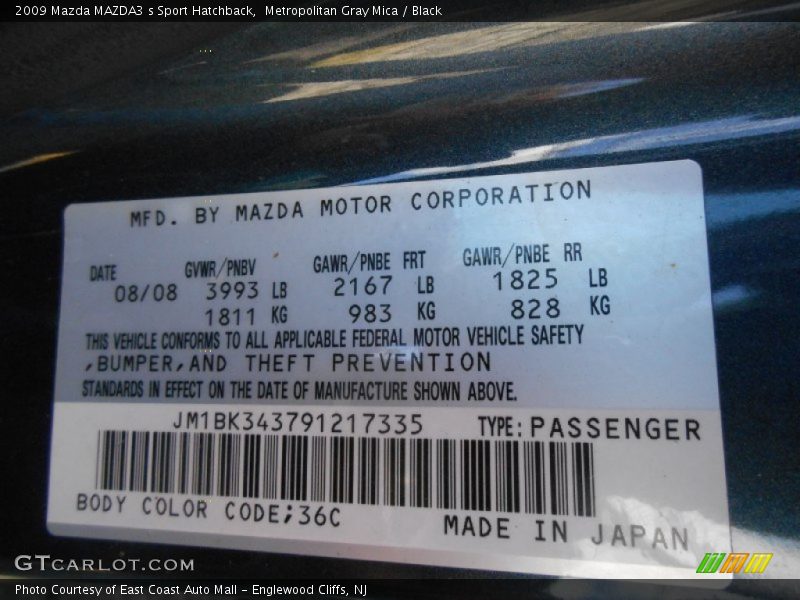 2009 Mazda MAZDA3 s Sport Hatchback,  Metropolitan Gray Mica / Black
MFD. BY MAZDA MOTOR CORPORATION
DATE GVWR/PNBV GAWR/PNBE FRT GAWR/PNBE RR
08/08 3993 LB 2167 LB 1825 LB
1811 KG 983 KG 828 KG
THIS VEHICLE CONFORMS TO ALL APPLICABLE FEDERAL MOTOR VEHICLE SAFETY
,BUMPER,AND THEFT PREVENTION
STANDARDS IN EFFECT ON THE DATE OF MANUFACTURE SHOWN ABOVE.
JM1BK343791217335 TYPE:PASSENGER
BODY COLOR CODE;36C
MADE IN JAPAN
GTCARLOT.COM
Photo Courtesy of East Coast Auto Mall - Englewood Cliffs, NJ